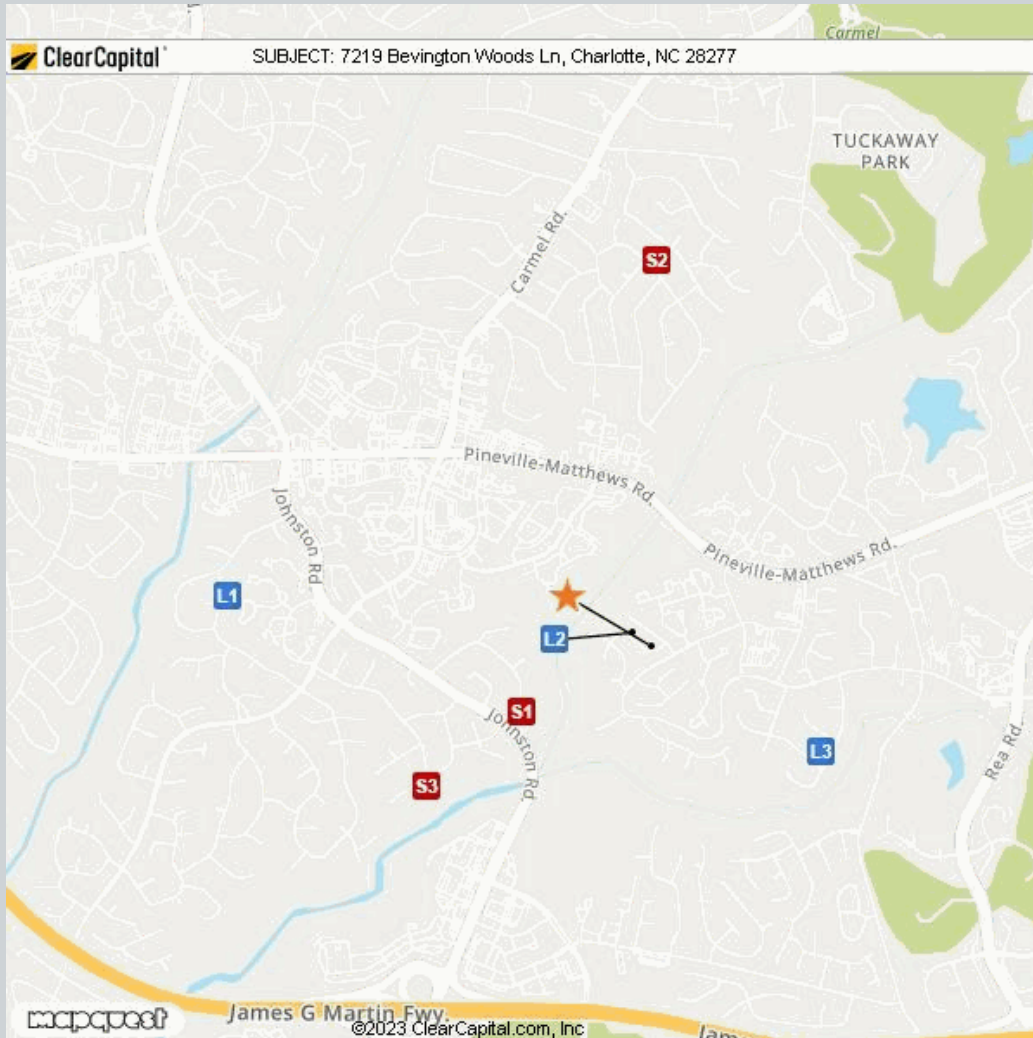 Carmel
ClearCapital
SUBJECT: 7219 Bevington Woods Ln, Charlotte, NC 28277
TUCKAWAY
PARK
Carmel Rd.
S2
Pineville-Matthews Rd.
Johnston Rd
Pineville-Matthews Rd.
L1
L2
S1
Johnston Rd.
L3
Rea Rd.
S3
mapquest
James G Martin Fwy.
©2023 ClearCapital.com, Inc
James